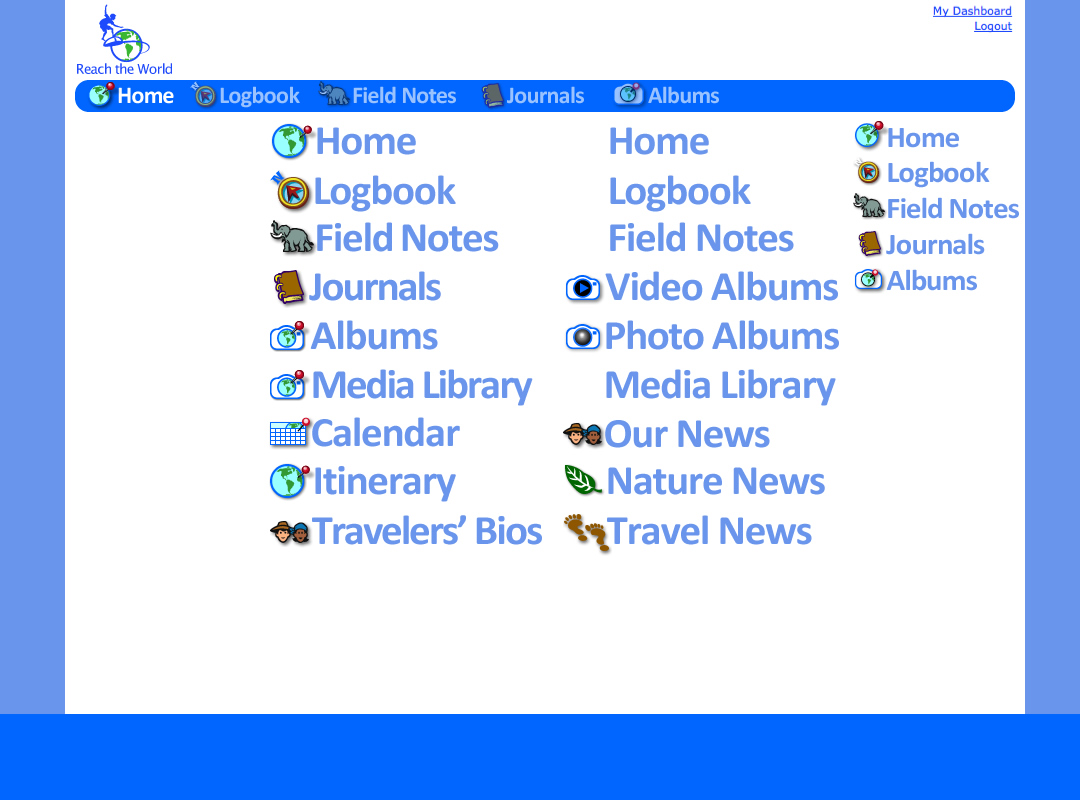 My Dashboard
Logout
Reach the World
Home Logbook Field Notes Journals Albums
Home
Logbook
Field Notes
Journals
Albums
Media Library
Calendar
Itinerary
Travelers’ Bios
Home
Logbook
Field Notes
Video Albums
Photo Albums
Media Library
Our News
Nature News
Travel News
Home
Logbook
Field Notes
Journals
Albums